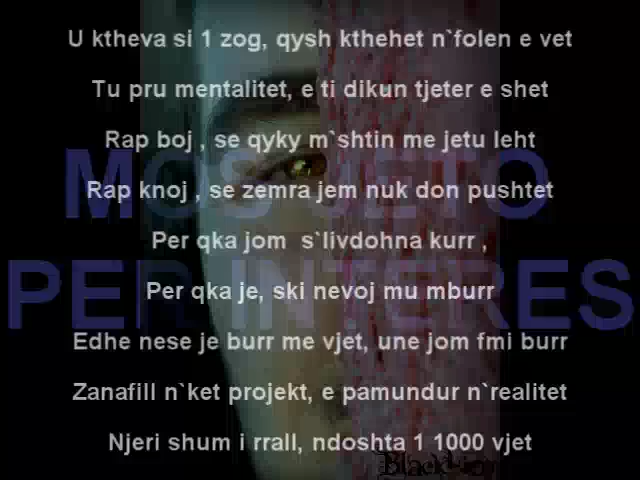 U ktheva si 1 zog, qysh kthehet n`folen e vet
Tu pru mentalitet, e ti dikun tjeter e shet
Rap boj , se qyky m`shtin me jetu leht
Rap knoj , se zemra jem nuk don pushtet
Per qka jom s`livdohna kurr ,
Per qka je, ski nevoj mu mburr
Edhe nese je burr me vjet, une jom fmi burr
Zanafill n`ket projekt, e pamundur n`realitet
Njeri shum i rrall, ndoshta 1 1000 vjet
MOS JETO
PER INTERES